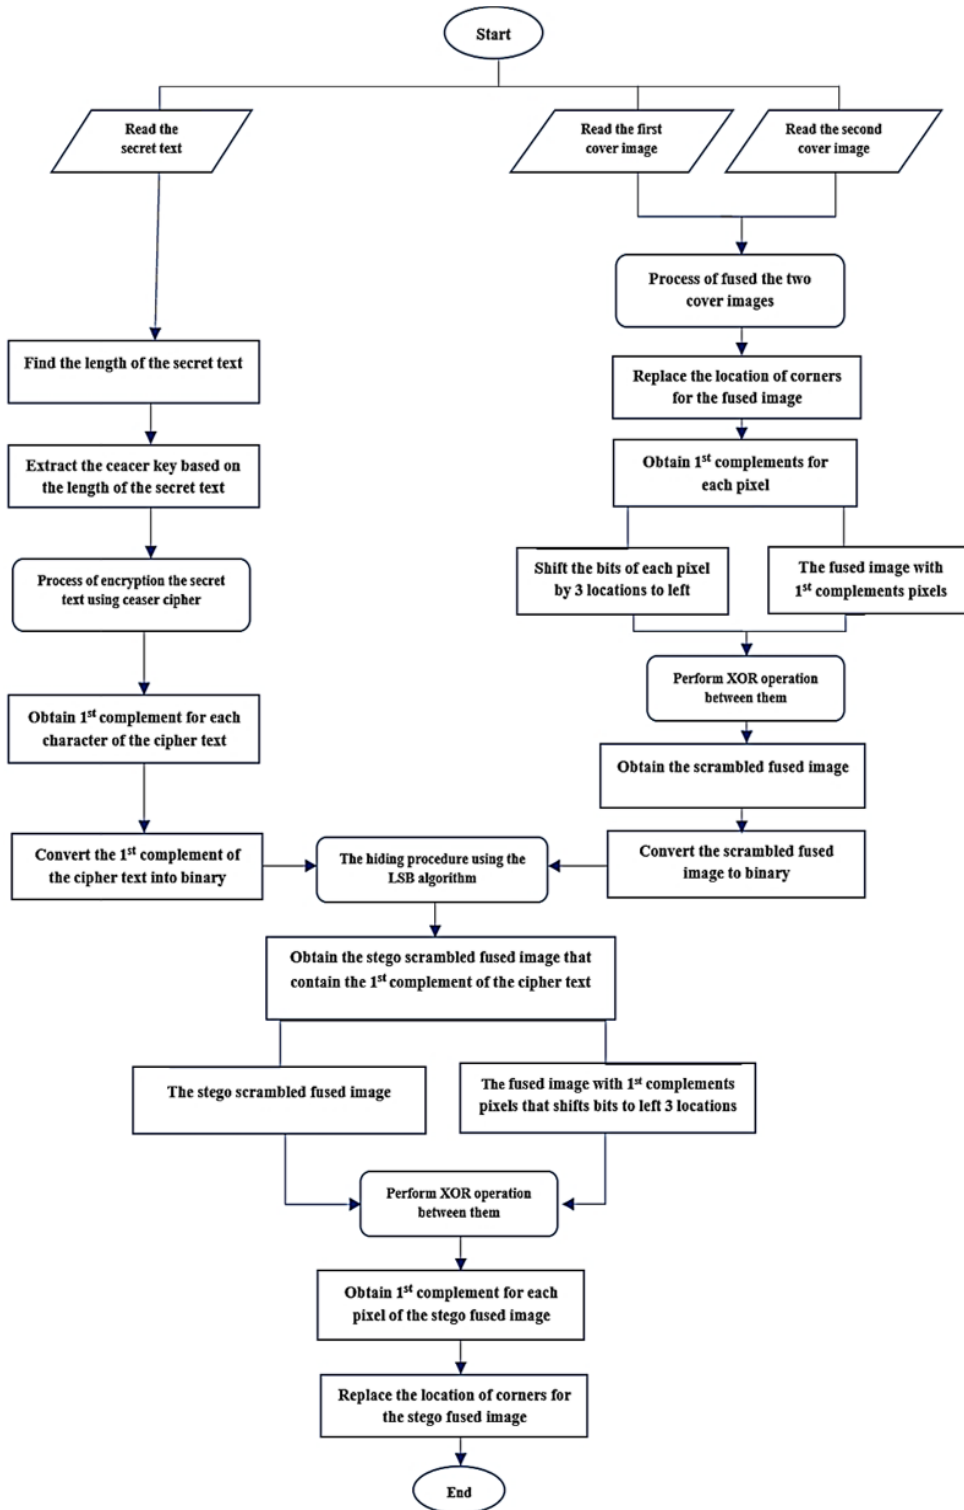 Start
Read the
secret text
Read the first
cover image
Read the second
cover image
Process of fused the two
cover images
Find the length of the secret text
Replace the location of corners
for the fused image
Extract the ceacer key based on
the length of the secret text
Obtain 1st complements for
each pixel
Process of encryption the secret
text using ceaser cipher
Shift the bits of each pixel
by 3 locations to left
The fused image with
1st complements pixels
Obtain 1st complement for each
character of the cipher text
Perform XOR operation
between them
Obtain the scrambled fused image
Convert the 1st complement of
the cipher text into binary
The hiding procedure using the
LSB algorithm
Convert the scrambled fused
image to binary
Obtain the stego scrambled fused image that
contain the 1st complement of the cipher text
The stego scrambled fused image
The fused image with 1st complements
pixels that shifts bits to left 3 locations
Perform XOR operation
between them
Obtain 1st complement for each
pixel of the stego fused image
Replace the location of corners for
the stego fused image
End